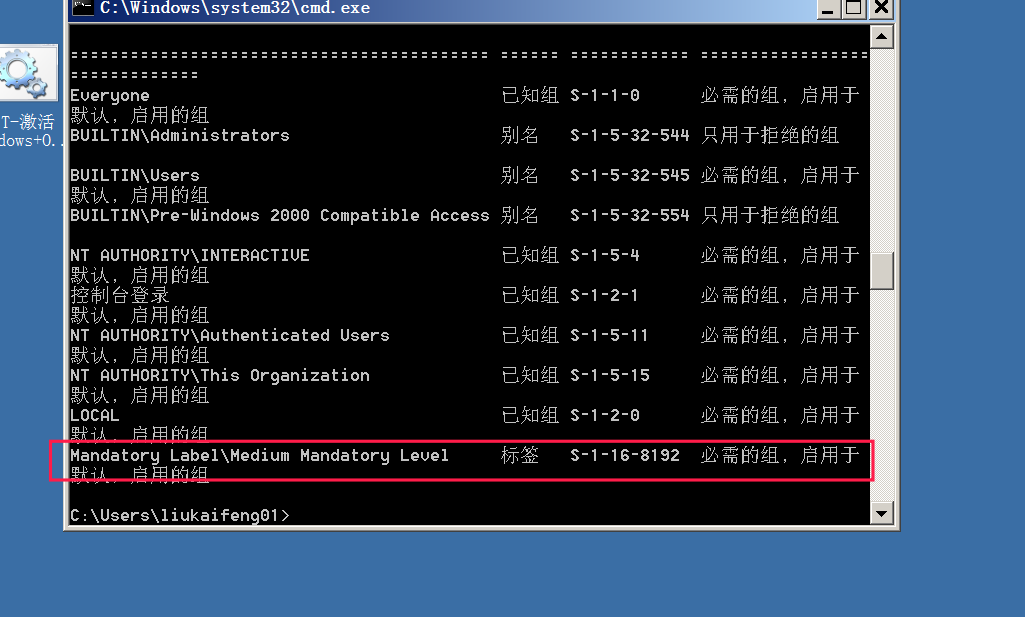 C:\Windows\system32\cmd.exe
========================================== ====== ============ =================
=============
Everyone 已知组 S-1-1-0 必需的组, 启用于
默认, 启用的组
BUILTIN\Administrators 别名 S-1-5-32-544 只用于拒绝的组
BUILTIN\Users 别名 S-1-5-32-545 必需的组, 启用于
默认, 启用的组
BUILTIN\Pre-Windows 2000 Compatible Access 别名 S-1-5-32-554 只用于拒绝的组
NT AUTHORITY\INTERACTIVE 已知组 S-1-5-4 必需的组, 启用于
默认, 启用的组
控制台登录 已知组 S-1-2-1 必需的组, 启用于
默认, 启用的组
NT AUTHORITY\Authenticated Users 已知组 S-1-5-11 必需的组, 启用于
默认, 启用的组
NT AUTHORITY\This Organization 已知组 S-1-5-15 必需的组, 启用于
默认, 启用的组
LOCAL 已知组 S-1-2-0 必需的组, 启用于
默认, 启用的组
Mandatory Label\Medium Mandatory Level 标签 S-1-16-8192 必需的组, 启用于
默认, 启用的组
C:\Users\liukaifeng01>
T-激活
dows+0..